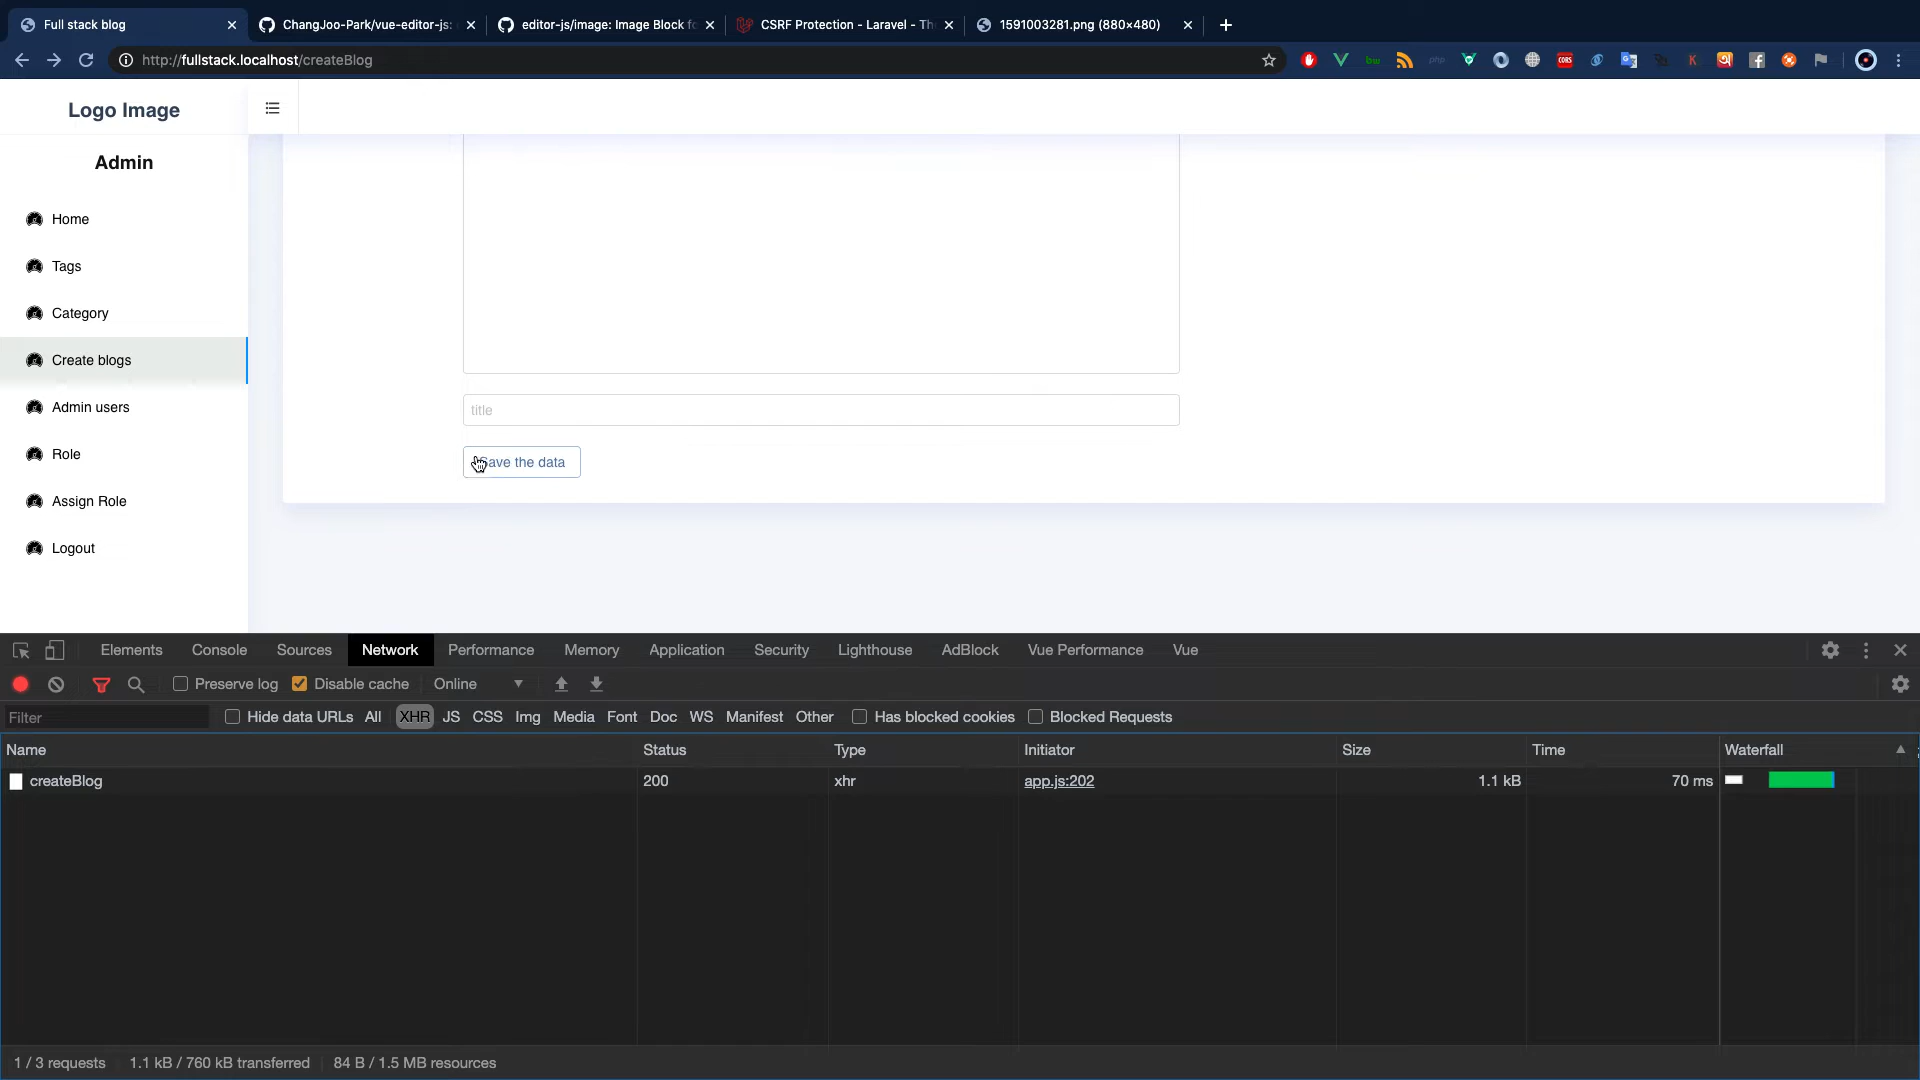 Full stack blog
ChangJoo-Park/vue-editor-js:
editor-js/image: Image Block fo
CSRF Protection - Laravel - Th
1591003281.png (880×480)
http://fullstack.localhost/createBlog
Logo Image
Admin
Home
Tags
Category
Create blogs
Admin users
Role
Assign Role
Logout
title
Save the data
Elements Console Sources Network Performance Memory Application Security Lighthouse AdBlock Vue Performance Vue
Preserve log Disable cache Online
Filter Hide data URLs All XHR JS CSS Img Media Font Doc WS Manifest Other Has blocked cookies Blocked Requests
Name Status Type Initiator Size Time Waterfall
createBlog 200 xhr app.js:202 1.1 kB 70 ms
1 / 3 requests 1.1 kB / 760 kB transferred 84 B / 1.5 MB resources